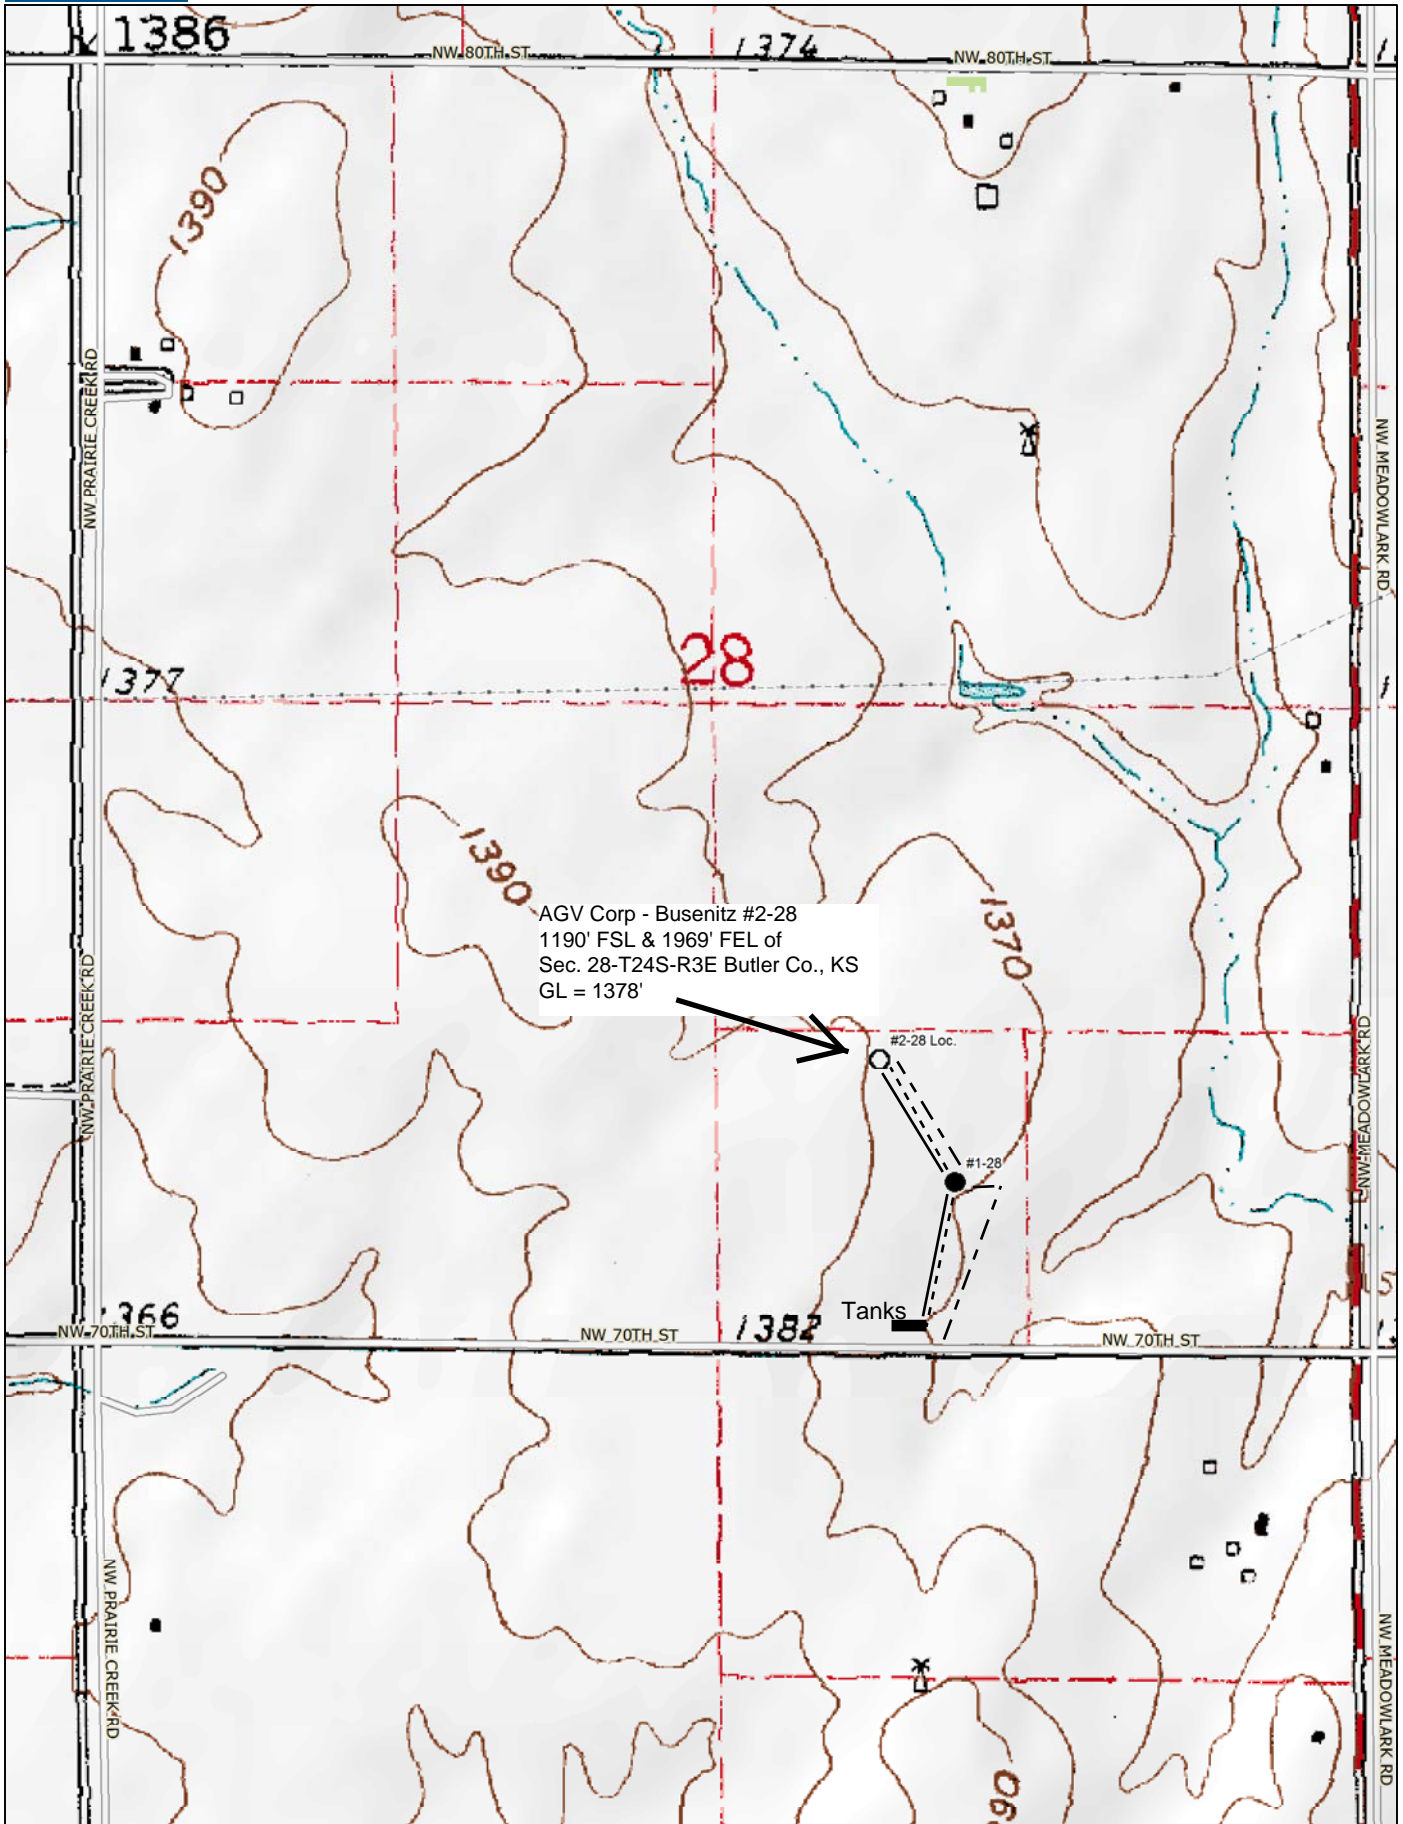 1386
NW 80TH ST
1374
NW 80TH ST
1390
NW PRAIRIE CREEK RD
NW MEADOWLARK RD
28
1377
1390
1370
AGV Corp - Busenitz #2-28
1190' FSL & 1969' FEL of
Sec. 28-T24S-R3E Butler Co., KS
GL = 1378'
NW PRAIRIE CREEK RD
#2-28 Loc.
NW MEADOWLARK RD
#1-28
Tanks
1366
NW 70TH ST
NW 70TH ST
1382
NW 70TH ST
NW PRAIRIE CREEK RD
NW MEADOWLARK RD